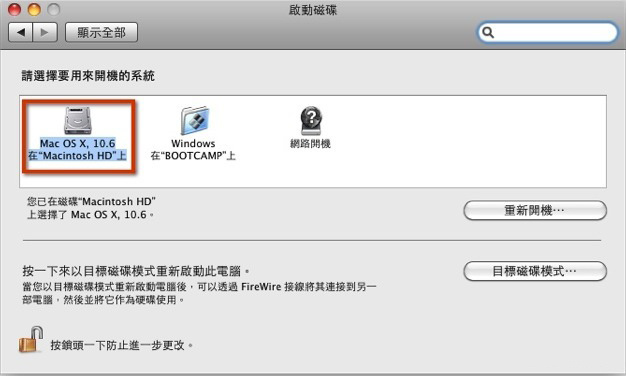 啟動磁碟
顯示全部
請選擇要用來開機的系統
Mac OS X, 10.6
在“Macintosh HD”上
Windows
在“BOOTCAMP”上
網路開機
您已在磁碟“Macintosh HD”
上選擇了 Mac OS X, 10.6。
重新開機…
按一下來以目標磁碟模式重新啟動此電腦。
目標磁碟模式…
當您以目標磁碟模式重新啟動電腦後，可以透過 FireWire 接線將其連接到另一
部電腦，然後並將它作為硬碟使用。
按鎖頭一下防止進一步更改。